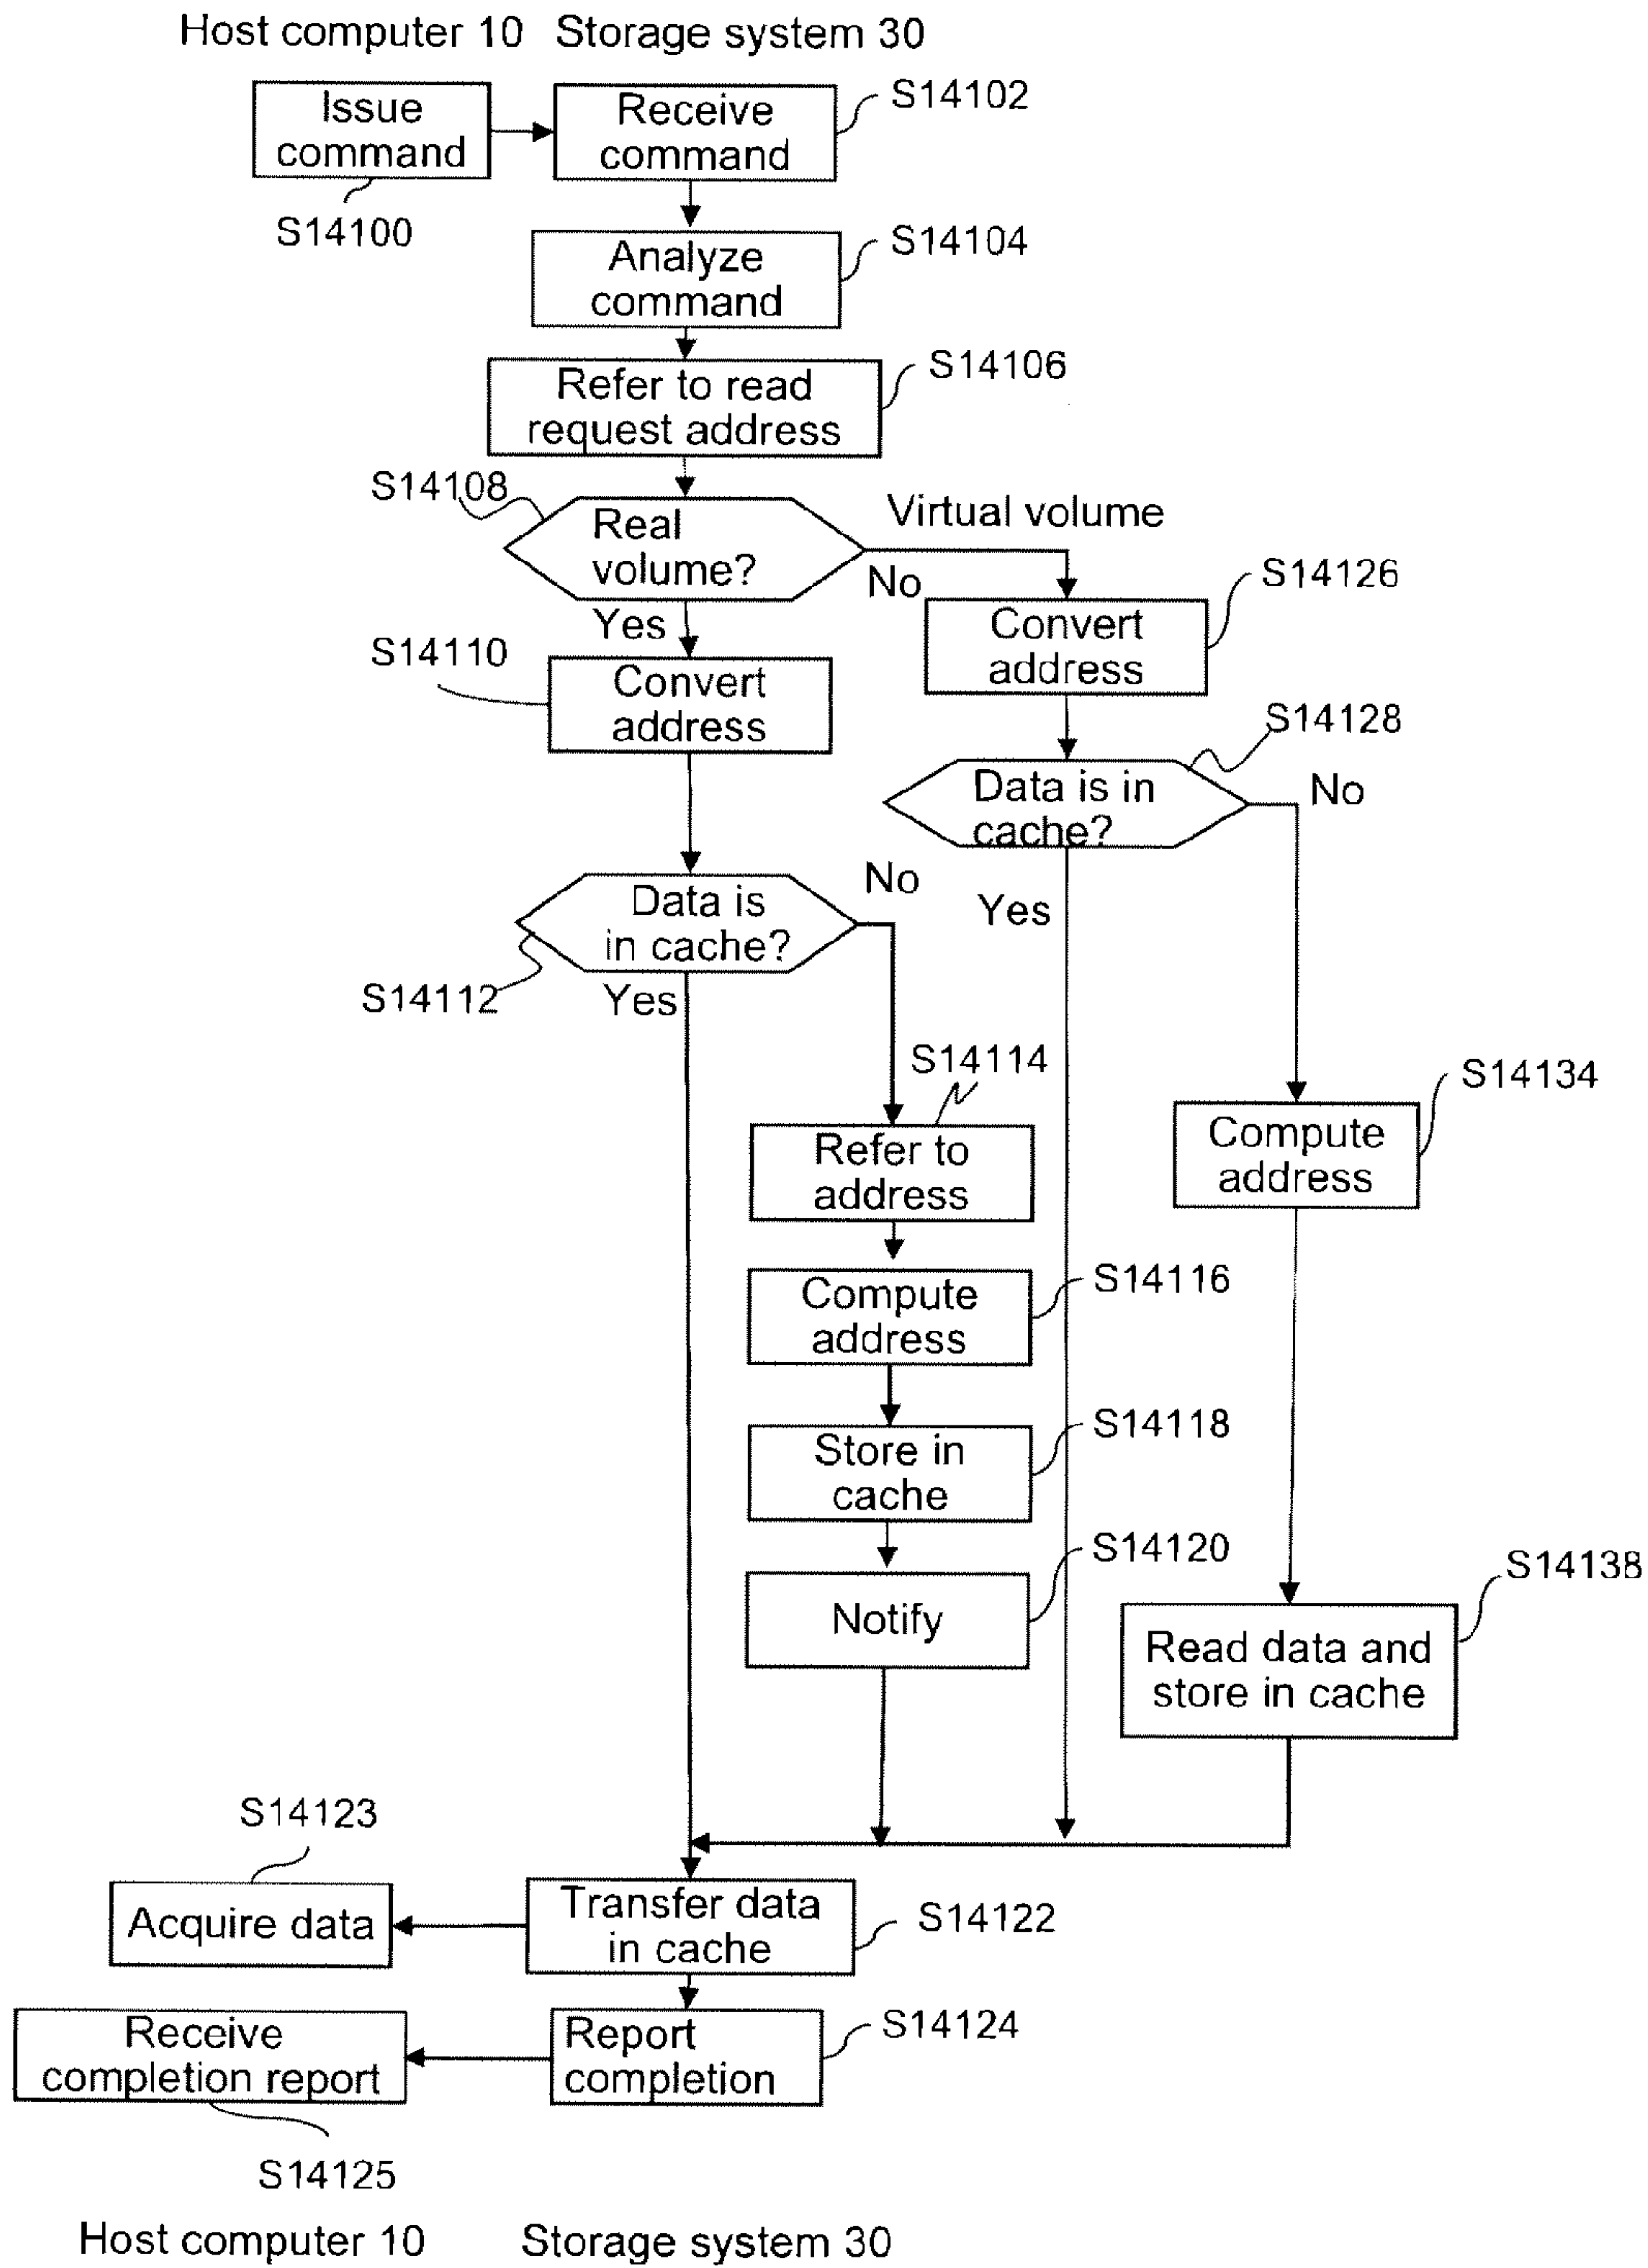 Host computer 10 Storage system 30
Issue
command
S14100
Receive
command
S14102
Analyze
command
S14104
Refer to read
request address
S14106
S14108
Real
volume?
Virtual volume
No
Yes
S14110
Convert
address
S14126
Convert
address
S14128
Data is in
cache?
No
Yes
Data is
in cache?
No
S14112
Yes
S14114
Refer to
address
S14134
Compute
address
Compute
address
S14116
Store in
cache
S14118
Notify
S14120
S14138
Read data and
store in cache
S14123
Acquire data
Transfer data
in cache
S14122
Receive
completion report
Report
completion
S14124
S14125
Host computer 10 Storage system 30